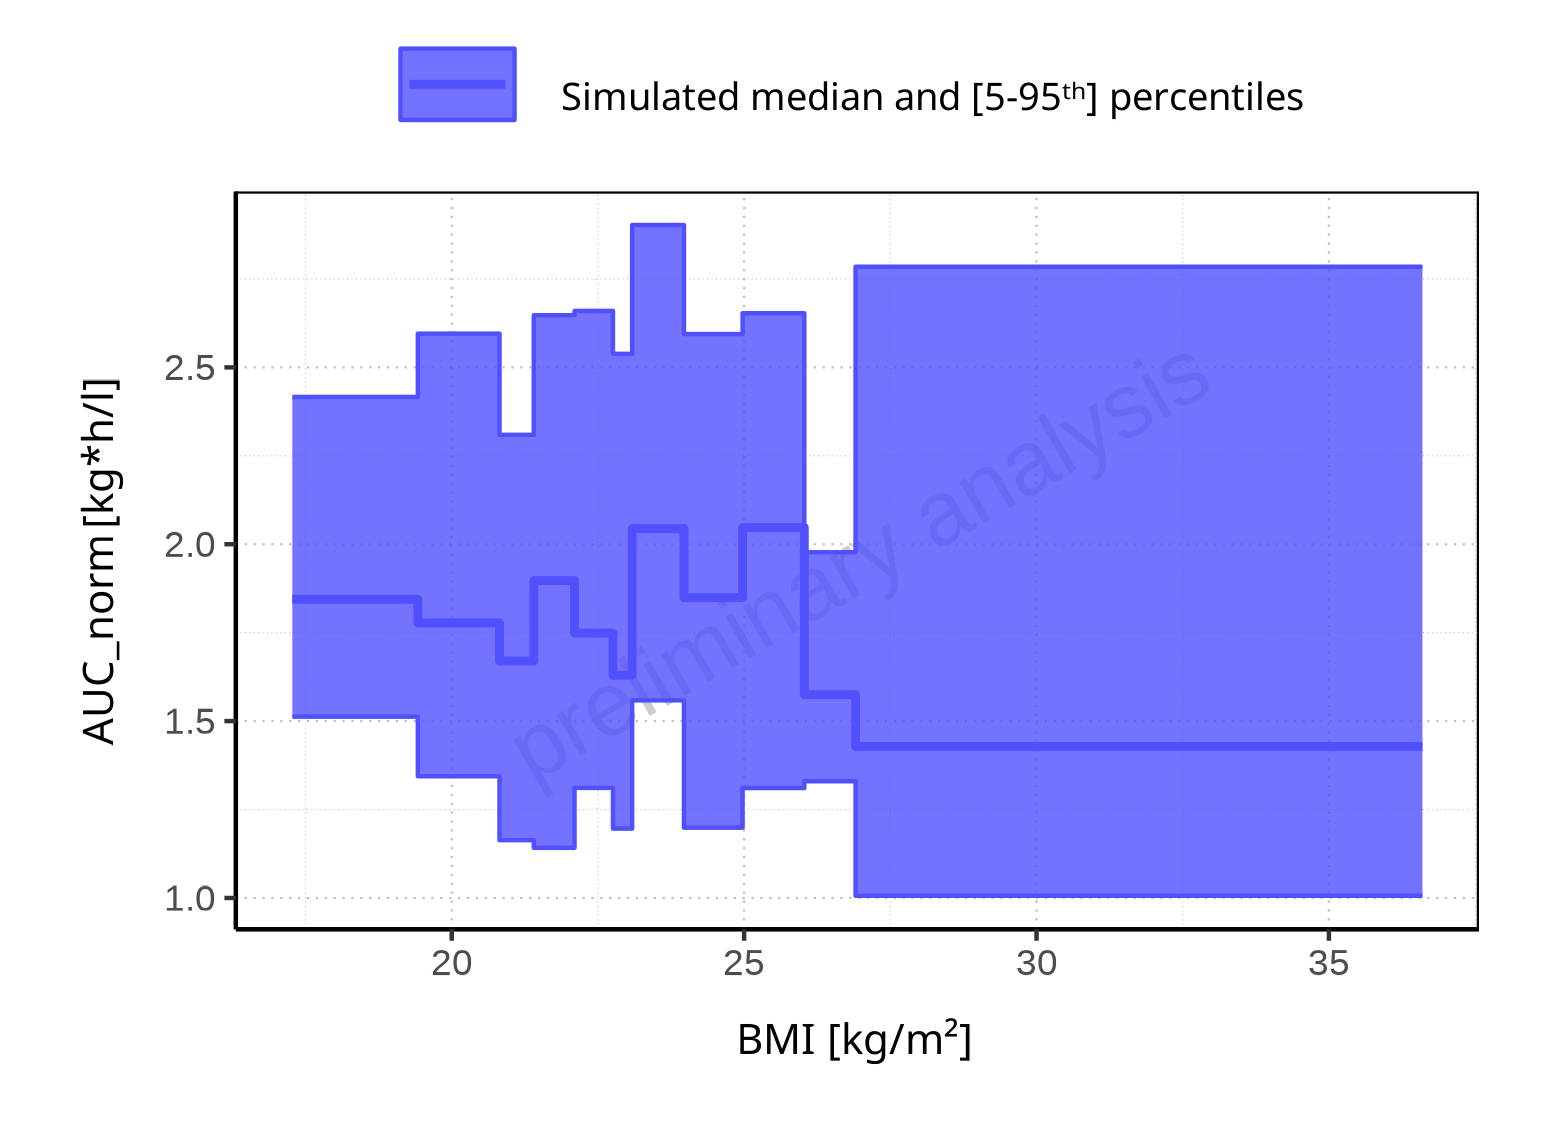 Simulated median and [5-95ᵗʰ] percentiles
AUC_norm [kg*h/l]
2.5
2.0
1.5
1.0
preliminary analysis
20 25 30 35
BMI [kg/m²]